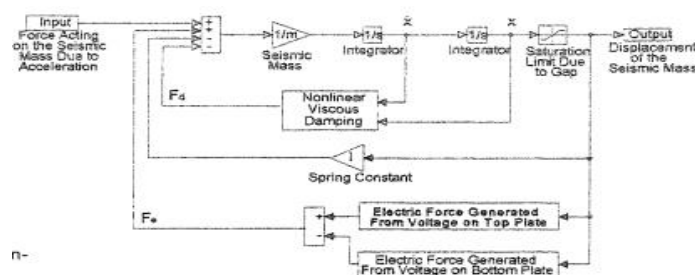 Input
Force Acting
on the Seismic
Mass Due to
Acceleration
1/m
Seismic
Mass
1/s
Integrator
ẋ
1/s
Integrator
x
Saturation
Limit Due
to Gap
Output
Displacement
of the
Seismic Mass
Fd
Nonlinear
Viscous
Damping
Spring Constant
Fe
+
-
Electric Force Generated
From Voltage on Top Plate
Electric Force Generated
From Voltage on Bottom Plate
n-